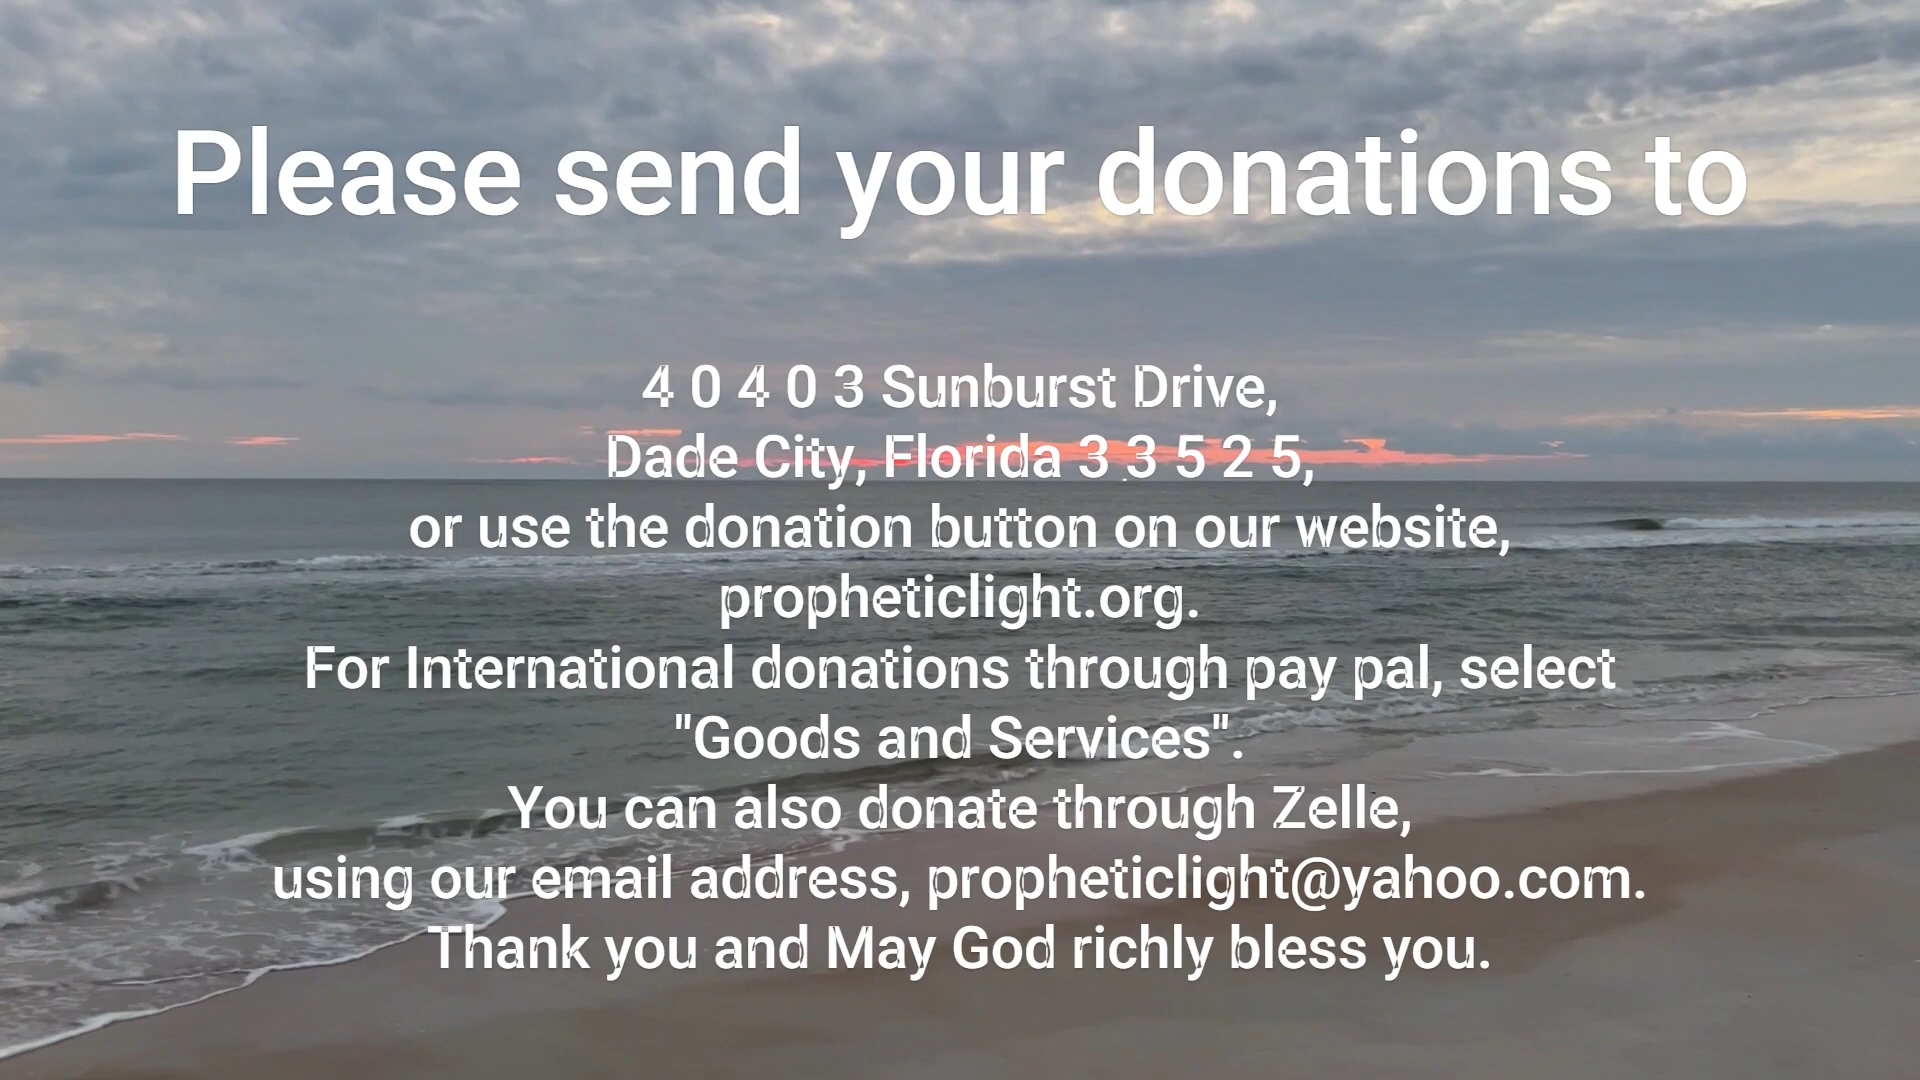 Please send your donations to
4 0 4 0 3 Sunburst Drive,
Dade City, Florida 3 3 5 2 5,
or use the donation button on our website,
propheticlight.org.
For International donations through pay pal, select
"Goods and Services".
You can also donate through Zelle,
using our email address, propheticlight@yahoo.com.
Thank you and May God richly bless you.